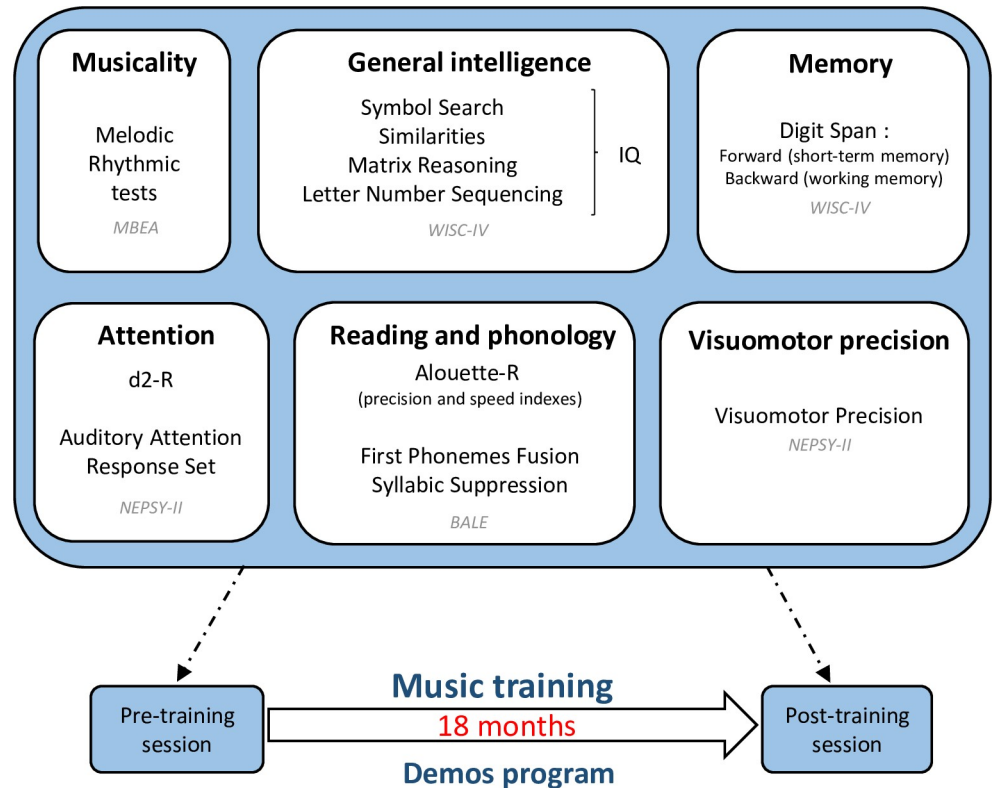 Musicality
Melodic
Rhythmic
tests
MBEA
General intelligence
Symbol Search
Similarities
Matrix Reasoning
Letter Number Sequencing
IQ
WISC-IV
Memory
Digit Span :
Forward (short-term memory)
Backward (working memory)
WISC-IV
Attention
d2-R
Auditory Attention
Response Set
NEPSY-II
Reading and phonology
Alouette-R
(precision and speed indexes)
First Phonemes Fusion
Syllabic Suppression
BALE
Visuomotor precision
Visuomotor Precision
NEPSY-II
Pre-training
session
Music training
18 months
Demos program
Post-training
session